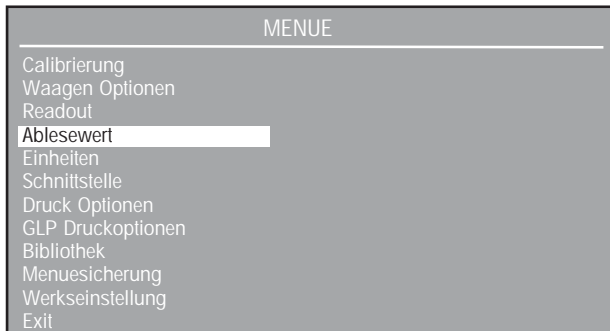 MENUE
Calibrierung
Waagen Optionen
Readout
Ablesewert
Einheiten
Schnittstelle
Druck Optionen
GLP Druckoptionen
Bibliothek
Menuesicherung
Werkseinstellung
Exit